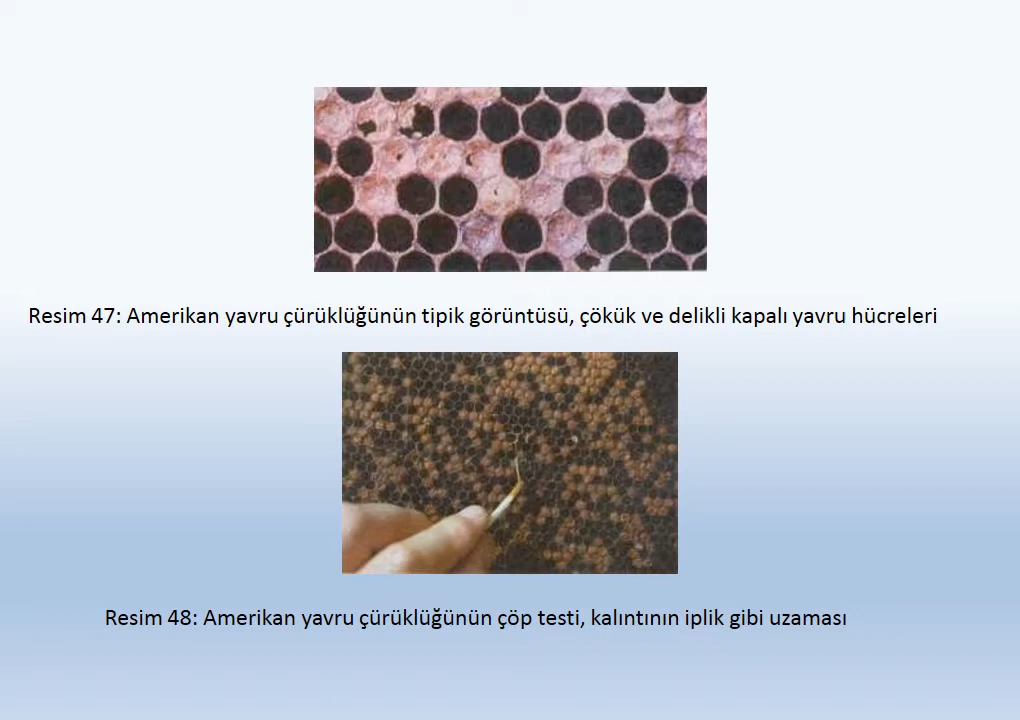 Resim 47: Amerikan yavru çürüklüğünün tipik görüntüsü, çökük ve delikli kapalı yavru hücreleri
Resim 48: Amerikan yavru çürüklüğünün çöp testi, kalıntının iplik gibi uzaması